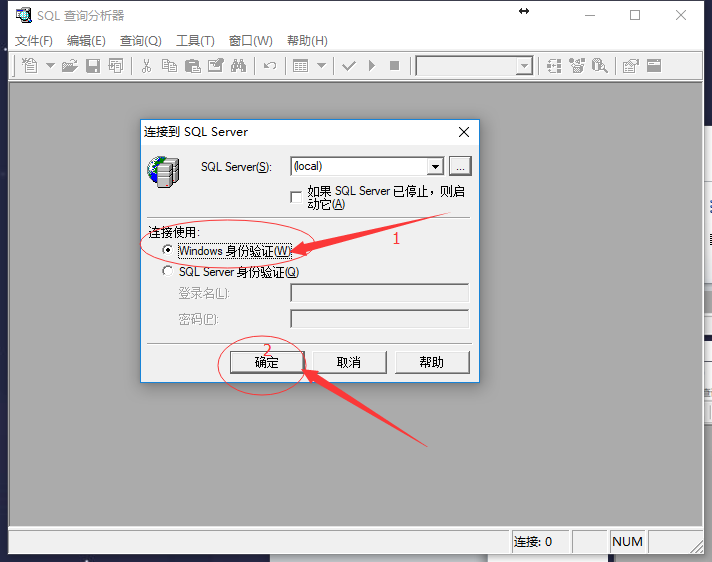 SQL 查询分析器
文件(F) 编辑(E) 查询(Q) 工具(T) 窗口(W) 帮助(H)
连接到 SQL Server
SQL Server(S): (local) ...
如果 SQL Server 已停止，则启
动它(A)
连接使用:
1
Windows 身份验证(W)
SQL Server 身份验证(Q)
登录名(L):
密码(P):
2
确定 取消 帮助
连接: 0 NUM